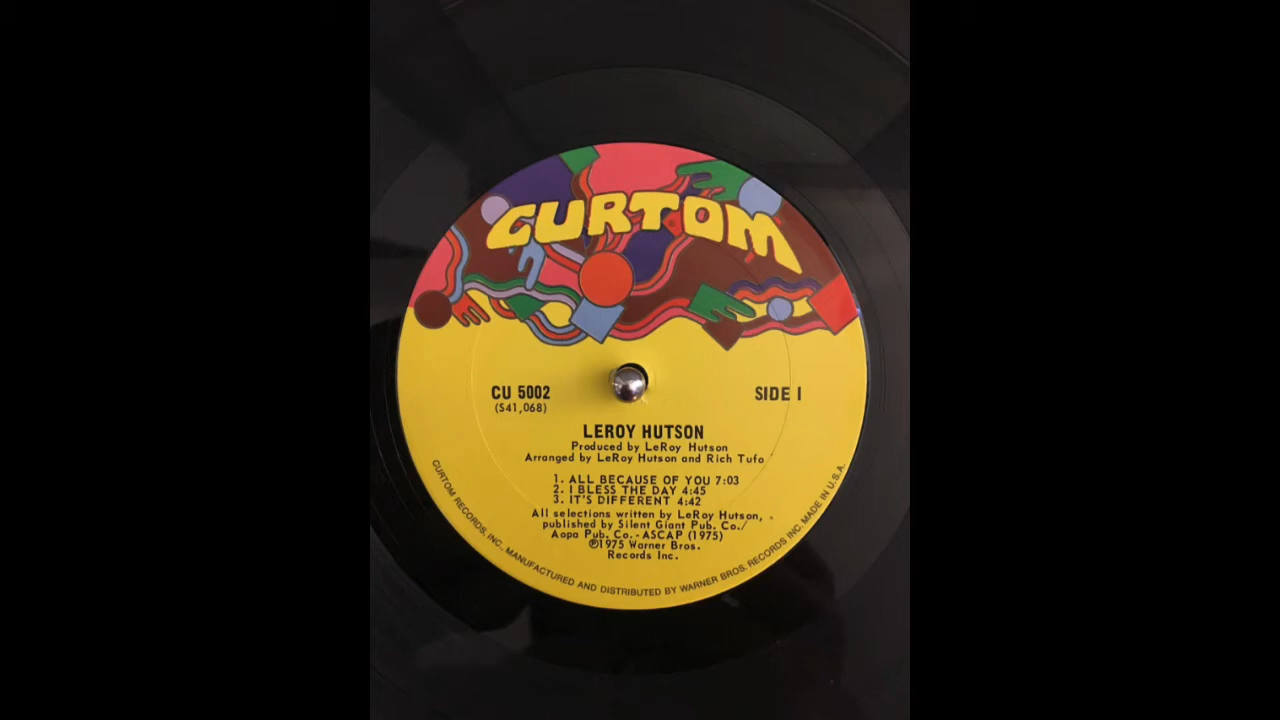 CURTOM
CU 5002
(S41,068)
SIDE I
LEROY HUTSON
Produced by LeRoy Hutson
Arranged by LeRoy Hutson and Rich Tufo
1. ALL BECAUSE OF YOU 7:03
2. I BLESS THE DAY 4:45
3. IT'S DIFFERENT 4:42
All selections written by LeRoy Hutson,
published by Silent Giant Pub. Co./
Aopa Pub. Co. - ASCAP (1975)
℗1975 Warner Bros.
Records Inc.
CURTOM RECORDS, INC., MANUFACTURED AND DISTRIBUTED BY WARNER BROS. RECORDS INC. MADE IN U.S.A.